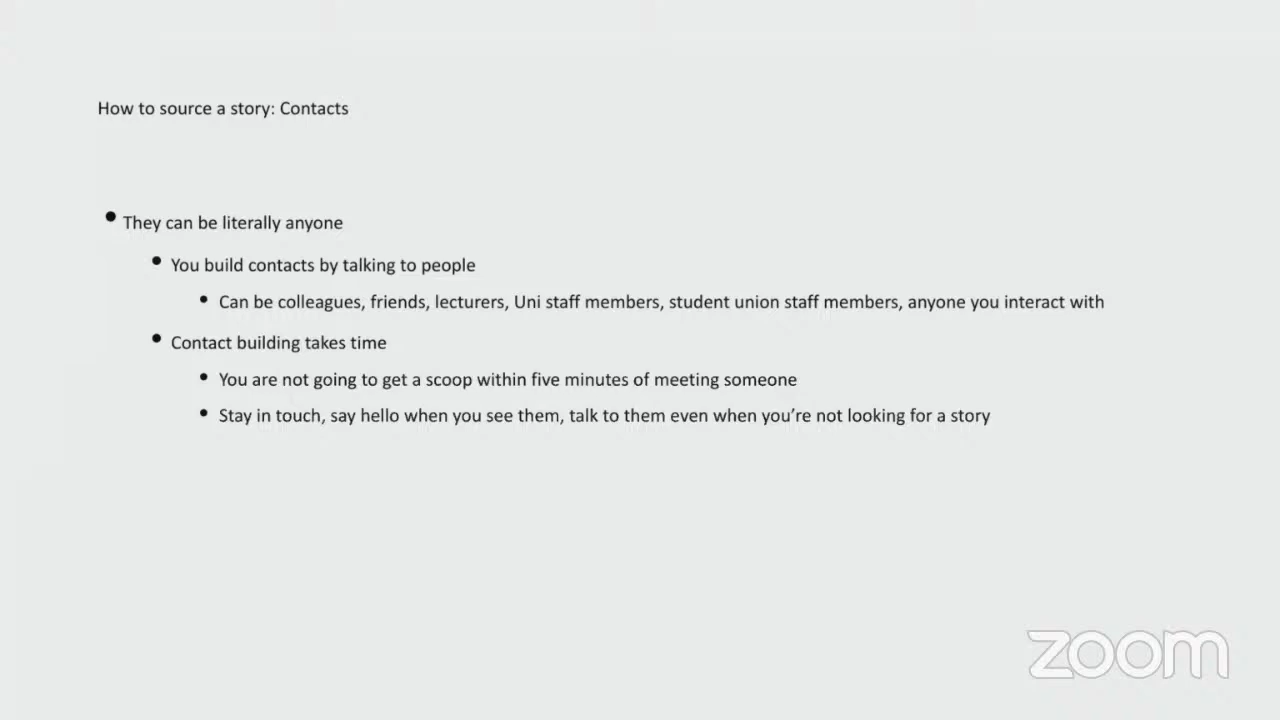 How to source a story: Contacts
• They can be literally anyone
• You build contacts by talking to people
• Can be colleagues, friends, lecturers, Uni staff members, student union staff members, anyone you interact with
• Contact building takes time
• You are not going to get a scoop within five minutes of meeting someone
• Stay in touch, say hello when you see them, talk to them even when you’re not looking for a story
zoom